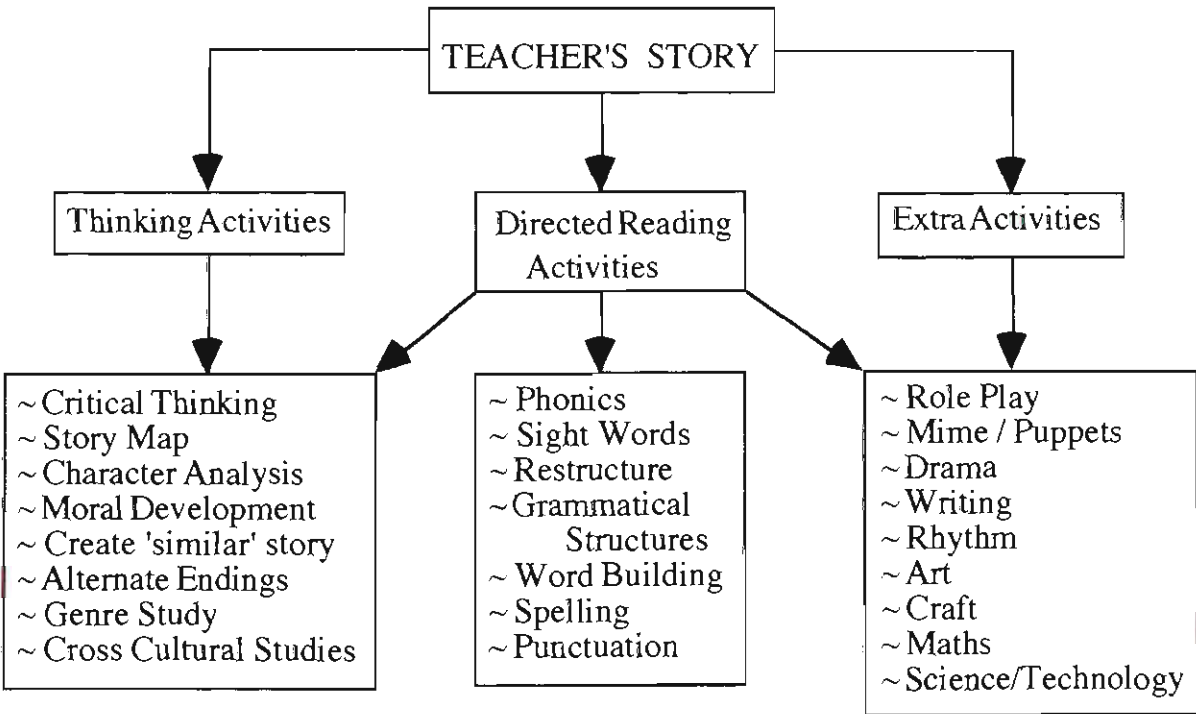 TEACHER'S STORY
Thinking Activities
Directed Reading
Activities
Extra Activities
~ Critical Thinking
~ Story Map
~ Character Analysis
~ Moral Development
~ Create 'similar' story
~ Alternate Endings
~ Genre Study
~ Cross Cultural Studies
~ Phonics
~ Sight Words
~ Restructure
~ Grammatical
Structures
~ Word Building
~ Spelling
~ Punctuation
~ Role Play
~ Mime / Puppets
~ Drama
~ Writing
~ Rhythm
~ Art
~ Craft
~ Maths
~ Science/Technology